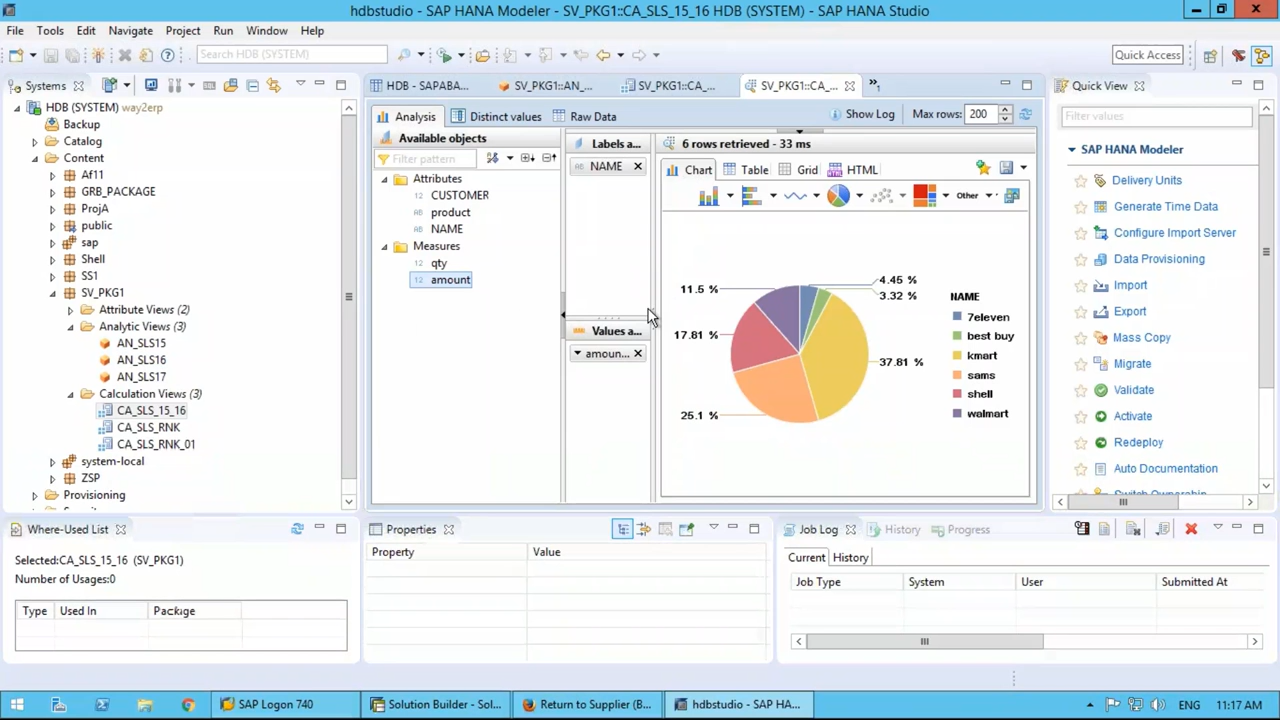 hdbstudio - SAP HANA Modeler - SV_PKG1::CA_SLS_15_16 HDB (SYSTEM) - SAP HANA Studio
File Tools Edit Navigate Project Run Window Help
Search HDB (SYSTEM)
Quick Access
Systems
HDB (SYSTEM) way2erp
Backup
Catalog
Content
Af11
GRB_PACKAGE
ProjA
public
sap
Shell
SS1
SV_PKG1
Attribute Views (2)
Analytic Views (3)
AN_SLS15
AN_SLS16
AN_SLS17
Calculation Views (3)
CA_SLS_15_16
CA_SLS_RNK
CA_SLS_RNK_01
system-local
ZSP
Provisioning
HDB - SAPABA... SV_PKG1::AN_... SV_PKG1::CA_... SV_PKG1::CA_...
Analysis Distinct values Raw Data Show Log Max rows: 200
Available objects
Filter pattern
Attributes
12 CUSTOMER
AB product
AB NAME
Measures
12 qty
12 amount
Labels a...
AB NAME
Values a...
amoun...
6 rows retrieved - 33 ms
Chart Table Grid HTML
Other
4.45 %
3.32 %
37.81 %
25.1 %
17.81 %
11.5 %
NAME
7eleven
best buy
kmart
sams
shell
walmart
Quick View
Filter values
SAP HANA Modeler
Delivery Units
Generate Time Data
Configure Import Server
Data Provisioning
Import
Export
Mass Copy
Migrate
Validate
Activate
Redeploy
Auto Documentation
Switch Ownership
Where-Used List
Selected:CA_SLS_15_16 (SV_PKG1)
Number of Usages:0
Type Used In Package
Properties
Property Value
Job Log History Progress
Current History
Job Type System User Submitted At
SAP Logon 740 Solution Builder - Sol... Return to Supplier (B... hdbstudio - SAP HA... ENG 11:17 AM